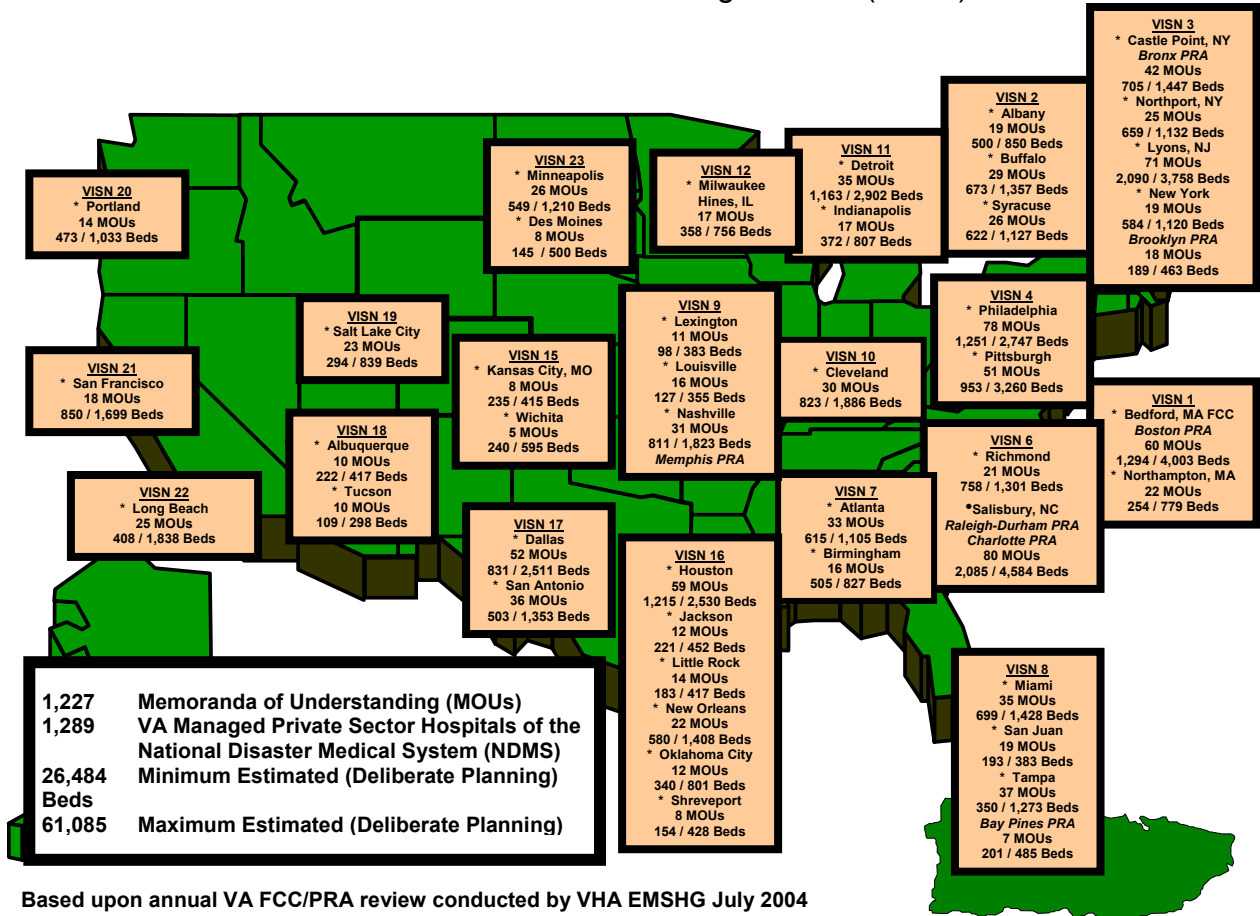 VISN 3
* Castle Point, NY
Bronx PRA
42 MOUs
705 / 1,447 Beds
* Northport, NY
25 MOUs
659 / 1,132 Beds
* Lyons, NJ
71 MOUs
2,090 / 3,758 Beds
* New York
19 MOUs
584 / 1,120 Beds
Brooklyn PRA
18 MOUs
189 / 463 Beds
VISN 2
* Albany
19 MOUs
500 / 850 Beds
* Buffalo
29 MOUs
673 / 1,357 Beds
* Syracuse
26 MOUs
622 / 1,127 Beds
VISN 11
* Detroit
35 MOUs
1,163 / 2,902 Beds
* Indianapolis
17 MOUs
372 / 807 Beds
VISN 12
* Milwaukee
Hines, IL
17 MOUs
358 / 756 Beds
VISN 23
* Minneapolis
26 MOUs
549 / 1,210 Beds
* Des Moines
8 MOUs
145 / 500 Beds
VISN 20
* Portland
14 MOUs
473 / 1,033 Beds
VISN 19
* Salt Lake City
23 MOUs
294 / 839 Beds
VISN 15
* Kansas City, MO
8 MOUs
235 / 415 Beds
* Wichita
5 MOUs
240 / 595 Beds
VISN 9
* Lexington
11 MOUs
98 / 383 Beds
* Louisville
16 MOUs
127 / 355 Beds
* Nashville
31 MOUs
811 / 1,823 Beds
Memphis PRA
VISN 10
* Cleveland
30 MOUs
823 / 1,886 Beds
VISN 4
* Philadelphia
78 MOUs
1,251 / 2,747 Beds
* Pittsburgh
51 MOUs
953 / 3,260 Beds
VISN 1
* Bedford, MA FCC
Boston PRA
60 MOUs
1,294 / 4,003 Beds
* Northampton, MA
22 MOUs
254 / 779 Beds
VISN 21
* San Francisco
18 MOUs
850 / 1,699 Beds
VISN 18
* Albuquerque
10 MOUs
222 / 417 Beds
* Tucson
10 MOUs
109 / 298 Beds
VISN 6
* Richmond
21 MOUs
758 / 1,301 Beds
•Salisbury, NC
Raleigh-Durham PRA
Charlotte PRA
80 MOUs
2,085 / 4,584 Beds
VISN 22
* Long Beach
25 MOUs
408 / 1,838 Beds
VISN 17
* Dallas
52 MOUs
831 / 2,511 Beds
* San Antonio
36 MOUs
503 / 1,353 Beds
VISN 7
* Atlanta
33 MOUs
615 / 1,105 Beds
* Birmingham
16 MOUs
505 / 827 Beds
VISN 16
* Houston
59 MOUs
1,215 / 2,530 Beds
* Jackson
12 MOUs
221 / 452 Beds
* Little Rock
14 MOUs
183 / 417 Beds
* New Orleans
22 MOUs
580 / 1,408 Beds
* Oklahoma City
12 MOUs
340 / 801 Beds
* Shreveport
8 MOUs
154 / 428 Beds
VISN 8
* Miami
35 MOUs
699 / 1,428 Beds
* San Juan
19 MOUs
193 / 383 Beds
* Tampa
37 MOUs
350 / 1,273 Beds
Bay Pines PRA
7 MOUs
201 / 485 Beds
1,227 Memoranda of Understanding (MOUs)
1,289 VA Managed Private Sector Hospitals of the
National Disaster Medical System (NDMS)
26,484 Minimum Estimated (Deliberate Planning)
Beds
61,085 Maximum Estimated (Deliberate Planning)
Based upon annual VA FCC/PRA review conducted by VHA EMSHG July 2004